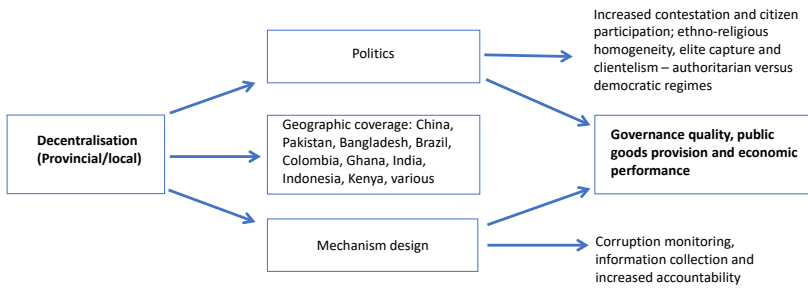 Increased contestation and citizen
participation; ethno-religious
homogeneity, elite capture and
clientelism – authoritarian versus
democratic regimes
Politics
Decentralisation
(Provincial/local)
Geographic coverage: China,
Pakistan, Bangladesh, Brazil,
Colombia, Ghana, India,
Indonesia, Kenya, various
Governance quality, public
goods provision and economic
performance
Mechanism design
Corruption monitoring,
information collection and
increased accountability